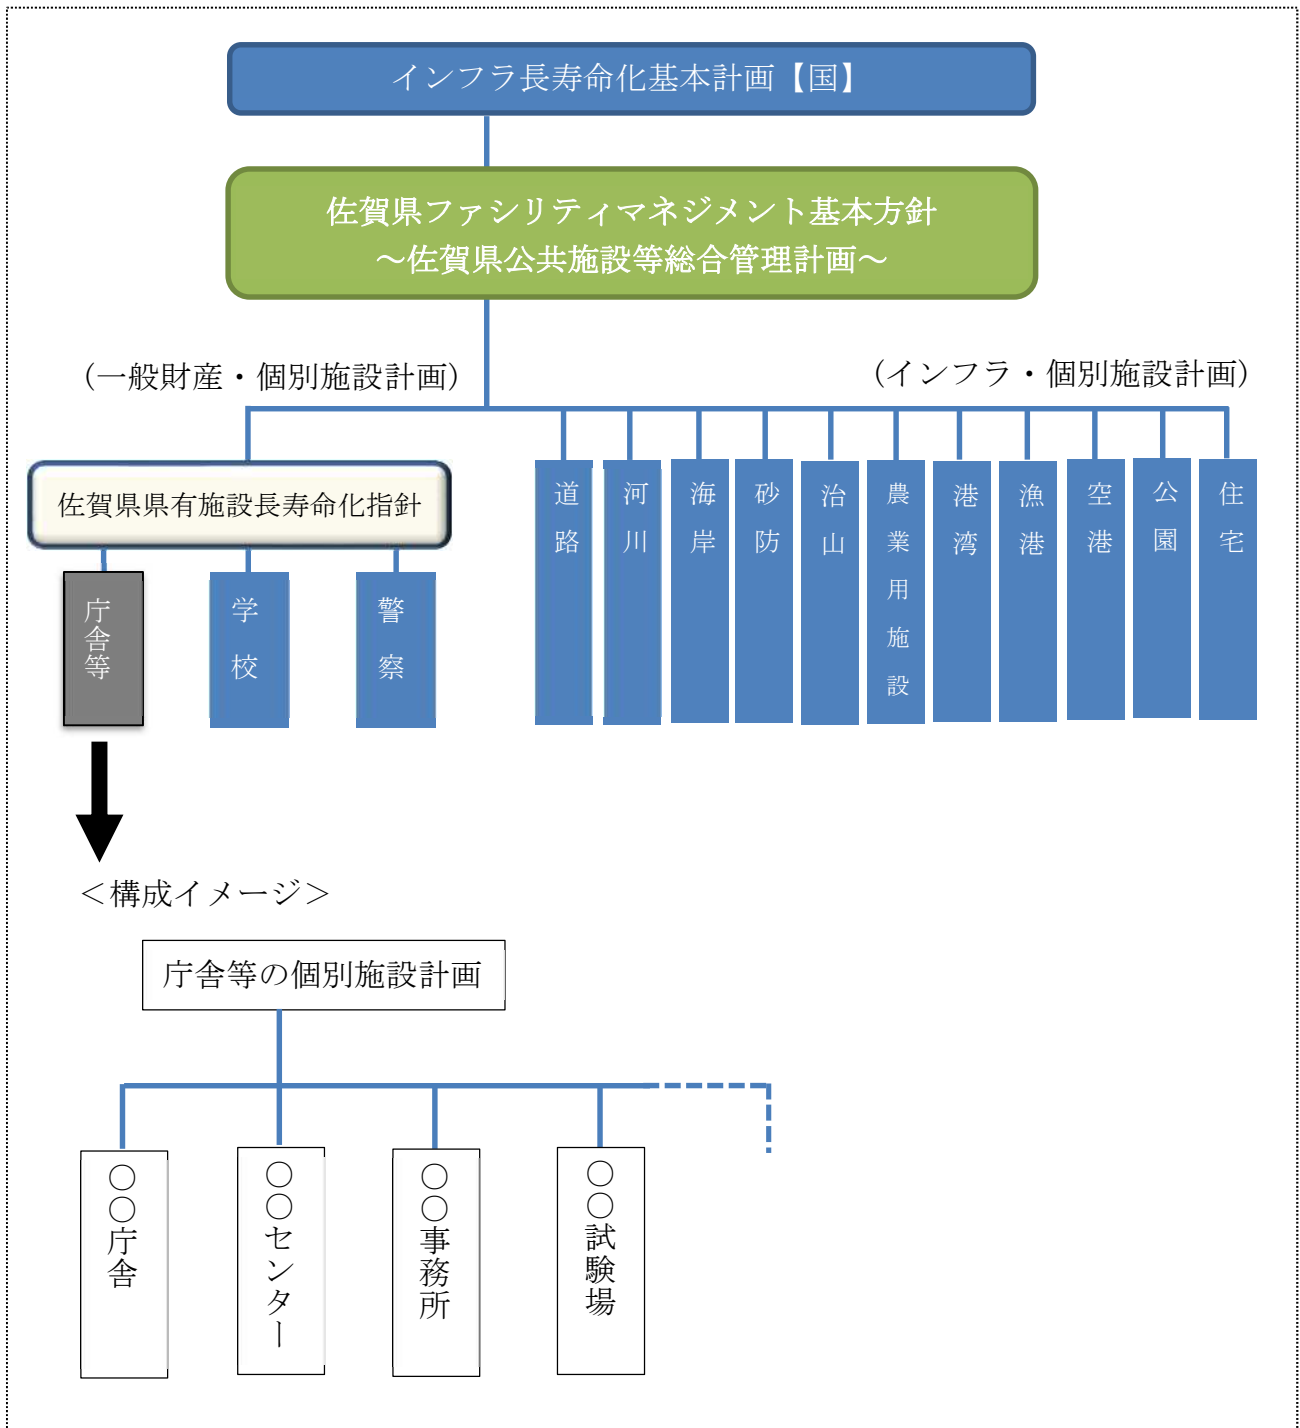 インフラ長寿命化基本計画【国】
佐賀県ファシリティマネジメント基本方針
～佐賀県公共施設等総合管理計画～
（一般財産・個別施設計画）
（インフラ・個別施設計画）
佐賀県県有施設長寿命化指針
庁舎等
学校
警察
道路
河川
海岸
砂防
治山
農業用施設
港湾
漁港
空港
公園
住宅
＜構成イメージ＞
庁舎等の個別施設計画
○○庁舎
○○センター
○○事務所
○○試験場